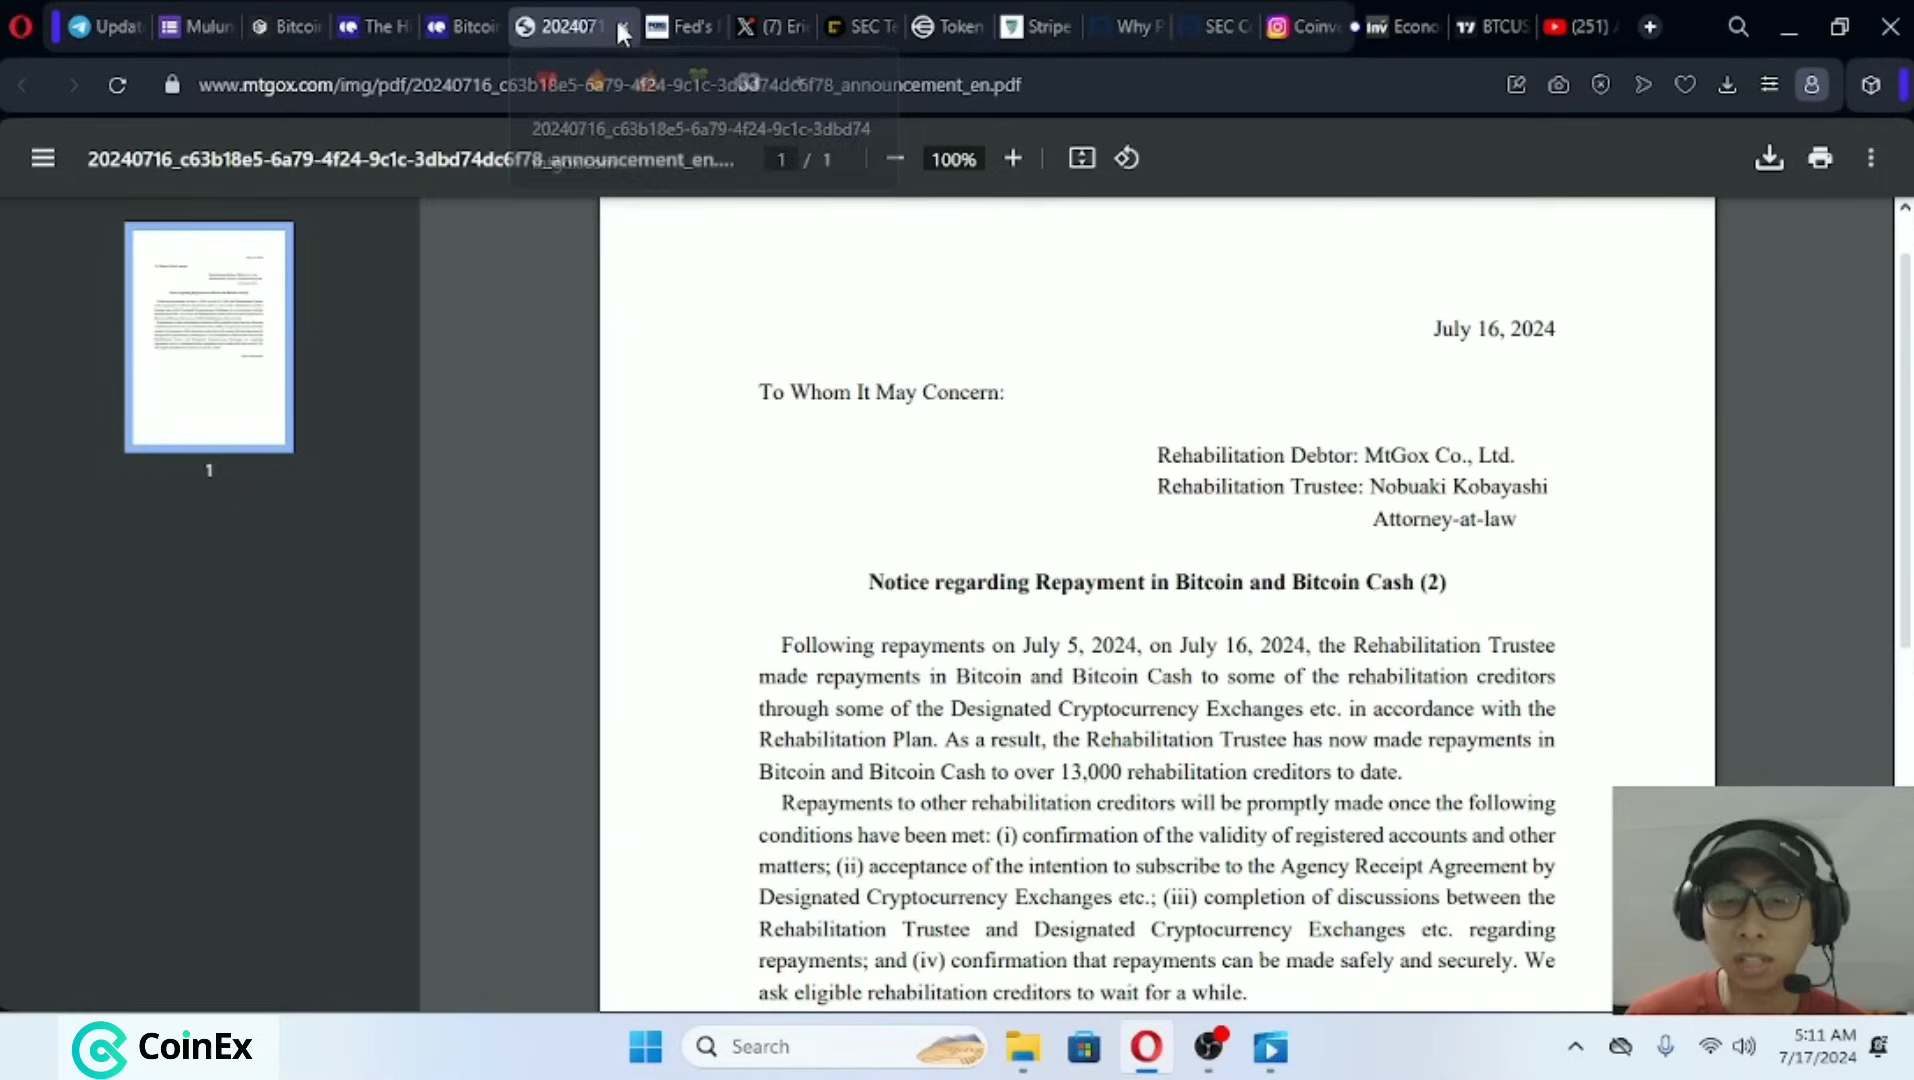 Updat
Mulun
Bitcoi
The H
Bitcoi
2024071
Fed's
(7) Eri
SEC Te
Token
Stripe
Why P
SEC C
Coinv
Econo
BTCUS
(251)
www.mtgox.com/img/pdf/20240716_c63b18e5-6a79-4f24-9c1c-3dbd74dc6f78_announcement_en.pdf
20240716_c63b18e5-6a79-4f24-9c1c-3dbd74
20240716_c63b18e5-6a79-4f24-9c1c-3dbd74dc6f78_announcement_en....
1 / 1
100%
1
July 16, 2024
To Whom It May Concern:
Rehabilitation Debtor: MtGox Co., Ltd.
Rehabilitation Trustee: Nobuaki Kobayashi
Attorney-at-law
Notice regarding Repayment in Bitcoin and Bitcoin Cash (2)
Following repayments on July 5, 2024, on July 16, 2024, the Rehabilitation Trustee
made repayments in Bitcoin and Bitcoin Cash to some of the rehabilitation creditors
through some of the Designated Cryptocurrency Exchanges etc. in accordance with the
Rehabilitation Plan. As a result, the Rehabilitation Trustee has now made repayments in
Bitcoin and Bitcoin Cash to over 13,000 rehabilitation creditors to date.
Repayments to other rehabilitation creditors will be promptly made once the following
conditions have been met: (i) confirmation of the validity of registered accounts and other
matters; (ii) acceptance of the intention to subscribe to the Agency Receipt Agreement by
Designated Cryptocurrency Exchanges etc.; (iii) completion of discussions between the
Rehabilitation Trustee and Designated Cryptocurrency Exchanges etc. regarding
repayments; and (iv) confirmation that repayments can be made safely and securely. We
ask eligible rehabilitation creditors to wait for a while.
CoinEx
Search
5:11 AM
7/17/2024